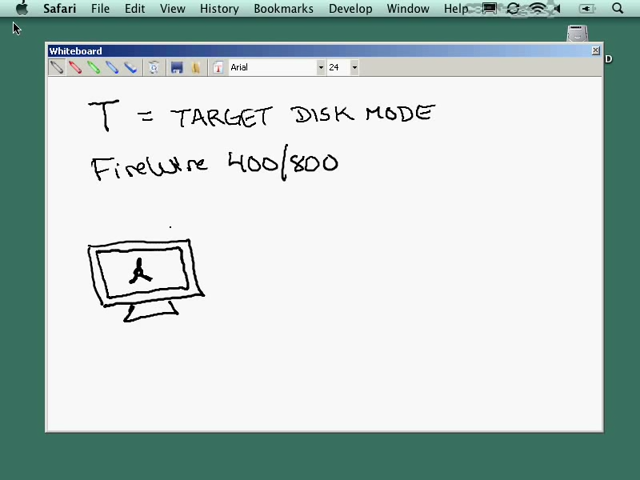 Safari File Edit View History Bookmarks Develop Window Help
D
Whiteboard
Arial 24
T = TARGET DISK MODE
FireWire 400/800